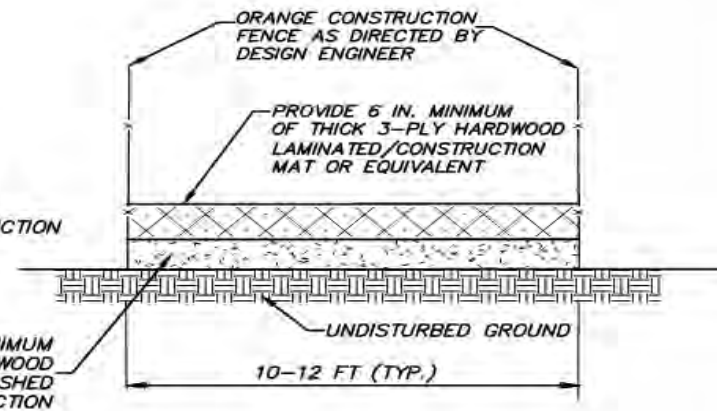 ORANGE CONSTRUCTION
FENCE AS DIRECTED BY
DESIGN ENGINEER
PROVIDE 6 IN. MINIMUM
OF THICK 3-PLY HARDWOOD
LAMINATED/CONSTRUCTION
MAT OR EQUIVALENT
CTION
UNDISTURBED GROUND
IMUM
WOOD
SHED
CTION
10-12 FT (TYP.)